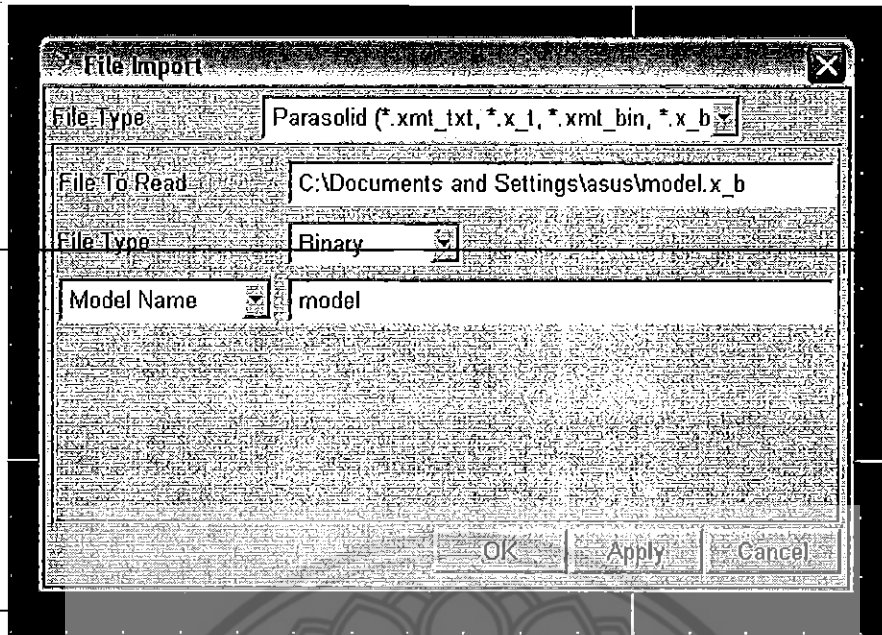 File Import
File Type Parasolid (*.xmt_txt, *.x_t, *.xmt_bin, *.x_b
File To Read C:\Documents and Settings\asus\model.x_b
File Type Binary
Model Name model
OK Apply Cancel